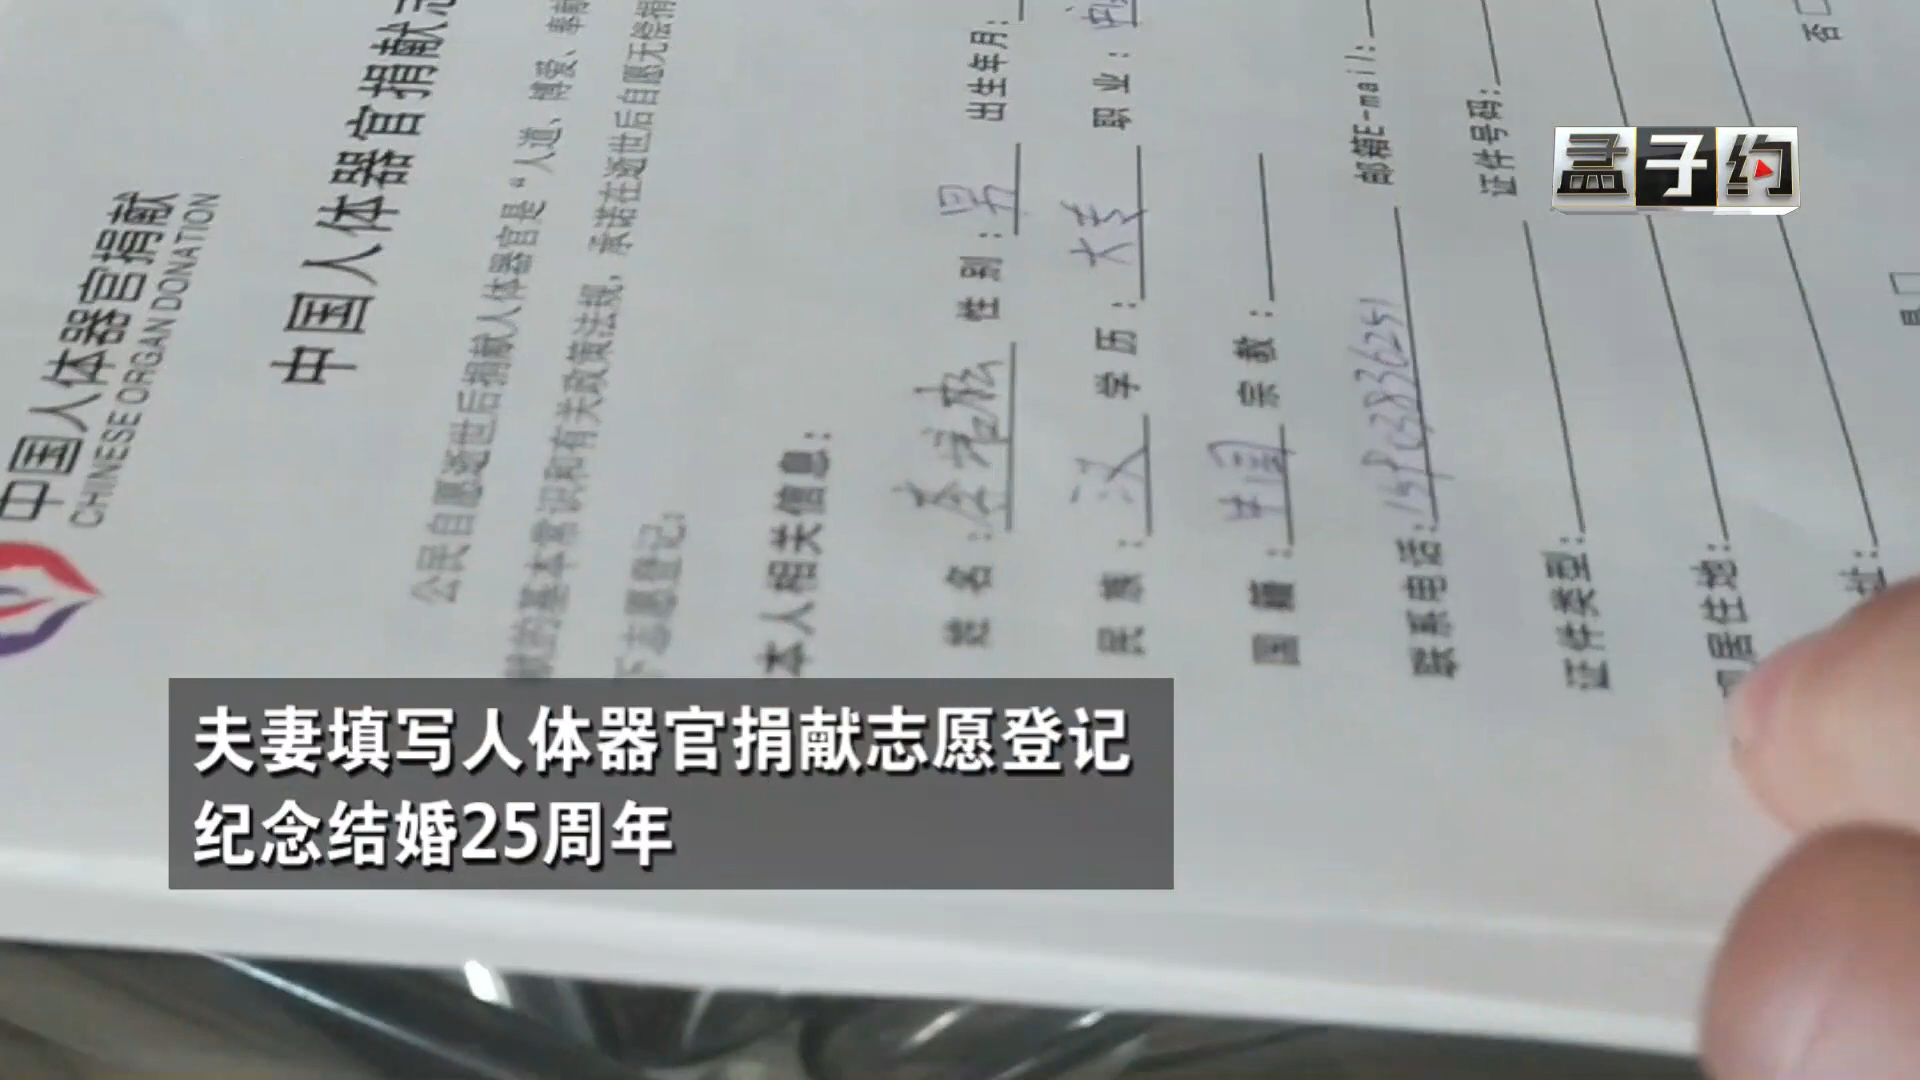 孟子约
中国人体器官捐献
CHINESE ORGAN DONATION
中国人体器官捐献志
公民自愿逝世后捐献人体器官是“人道、博爱、奉献
献的基本常识和有关政策法规，承诺在逝世后自愿无偿捐
下志愿登记：
本人相关信息：
姓 名： 性 别：男 出生年月：
民 族：汉 学 历：大专 职 业：
国 籍：中国 宗 教：
联系电话： 邮箱E-mail：
证件类型： 证件号码：
居住地：
址：
否
夫妻填写人体器官捐献志愿登记
纪念结婚25周年